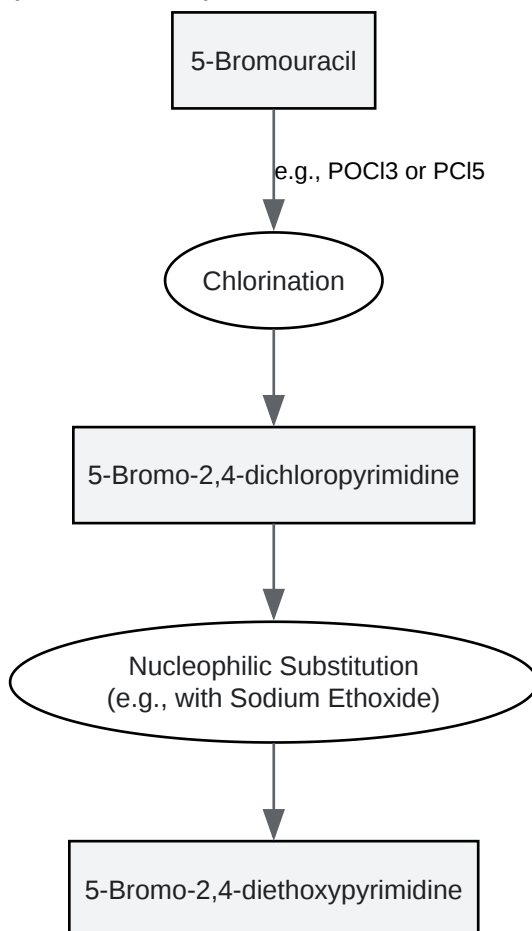 5-Bromouracil
e.g., POCl3 or PCl5
Chlorination
5-Bromo-2,4-dichloropyrimidine
Nucleophilic Substitution
(e.g., with Sodium Ethoxide)
5-Bromo-2,4-diethoxypyrimidine